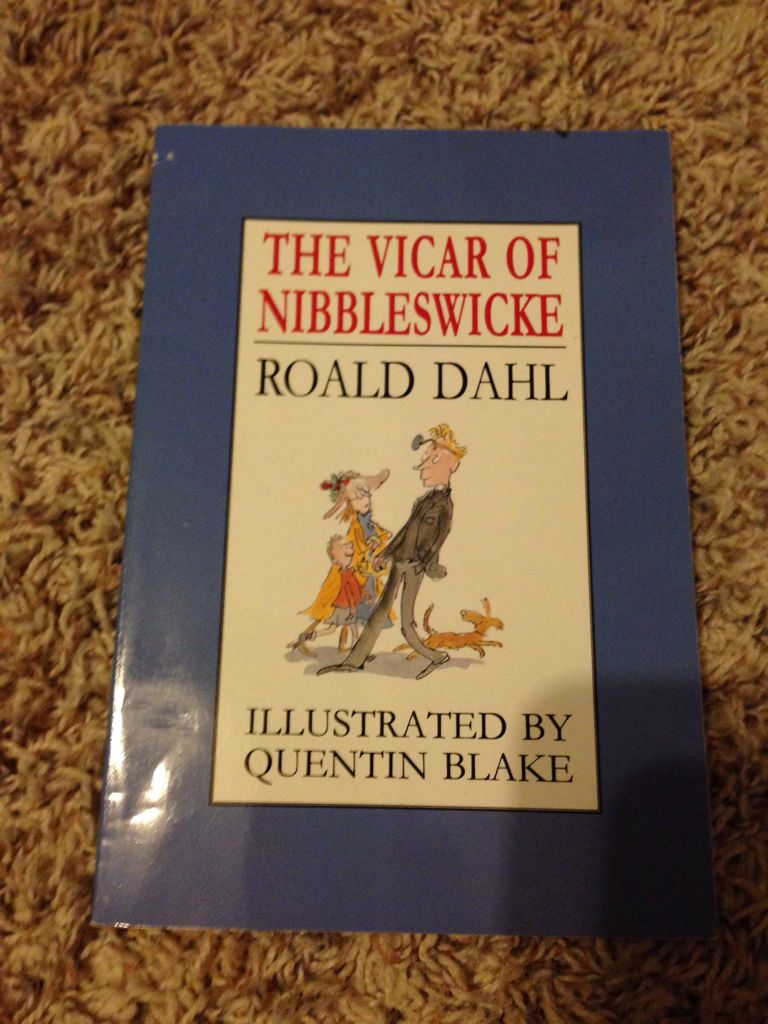 THE VICAR OF
NIBBLESWICKE
ROALD DAHL
ILLUSTRATED BY
QUENTIN BLAKE